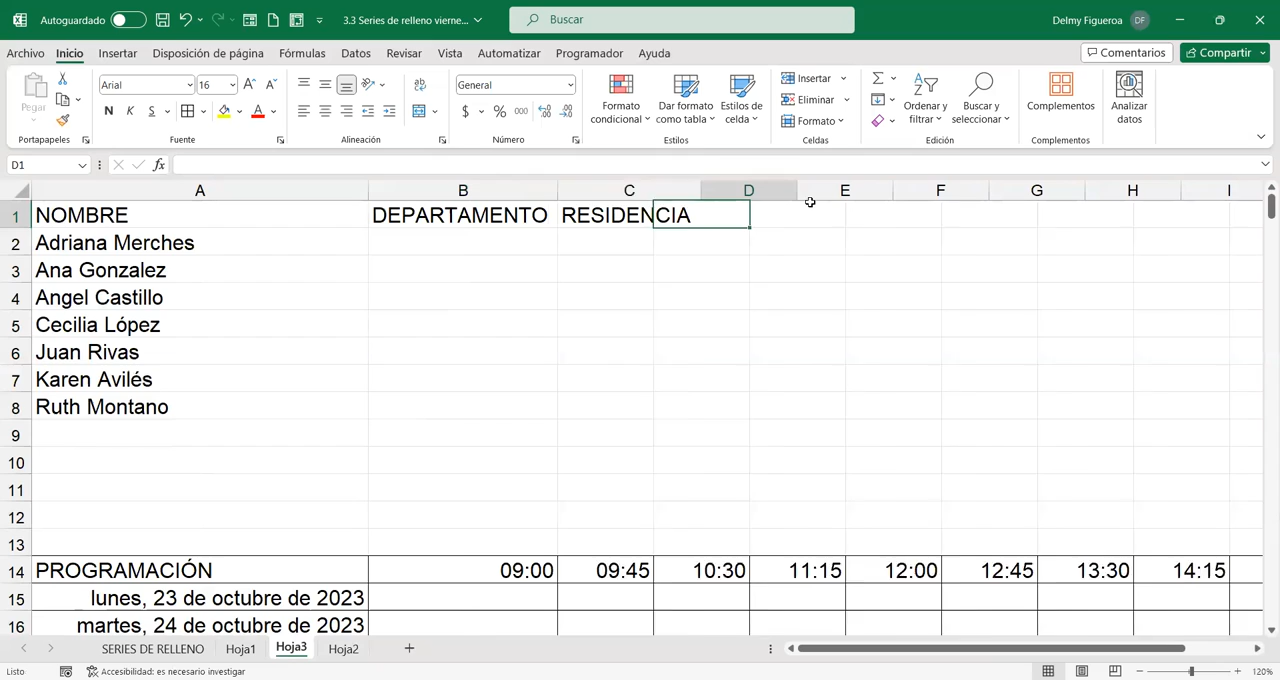 Autoguardado
3.3 Series de relleno vierne...
Buscar
Delmy Figueroa DF
Archivo Inicio Insertar Disposición de página Fórmulas Datos Revisar Vista Automatizar Programador Ayuda
Comentarios Compartir
Pegar
Portapapeles
Arial 16
N K S
Fuente
Alineación
General
$ % 000
Número
Formato condicional
Dar formato como tabla
Estilos de celda
Estilos
Insertar
Eliminar
Formato
Celdas
Ordenar y filtrar
Buscar y seleccionar
Edición
Complementos
Complementos
Analizar datos
D1 fx
A B C D E F G H I
1 NOMBRE DEPARTAMENTO RESIDENCIA
2 Adriana Merches
3 Ana Gonzalez
4 Angel Castillo
5 Cecilia López
6 Juan Rivas
7 Karen Avilés
8 Ruth Montano
9
10
11
12
13
14 PROGRAMACIÓN 09:00 09:45 10:30 11:15 12:00 12:45 13:30 14:15
15 lunes, 23 de octubre de 2023
16 martes, 24 de octubre de 2023
SERIES DE RELLENO Hoja1 Hoja3 Hoja2
Listo Accesibilidad: es necesario investigar 120%